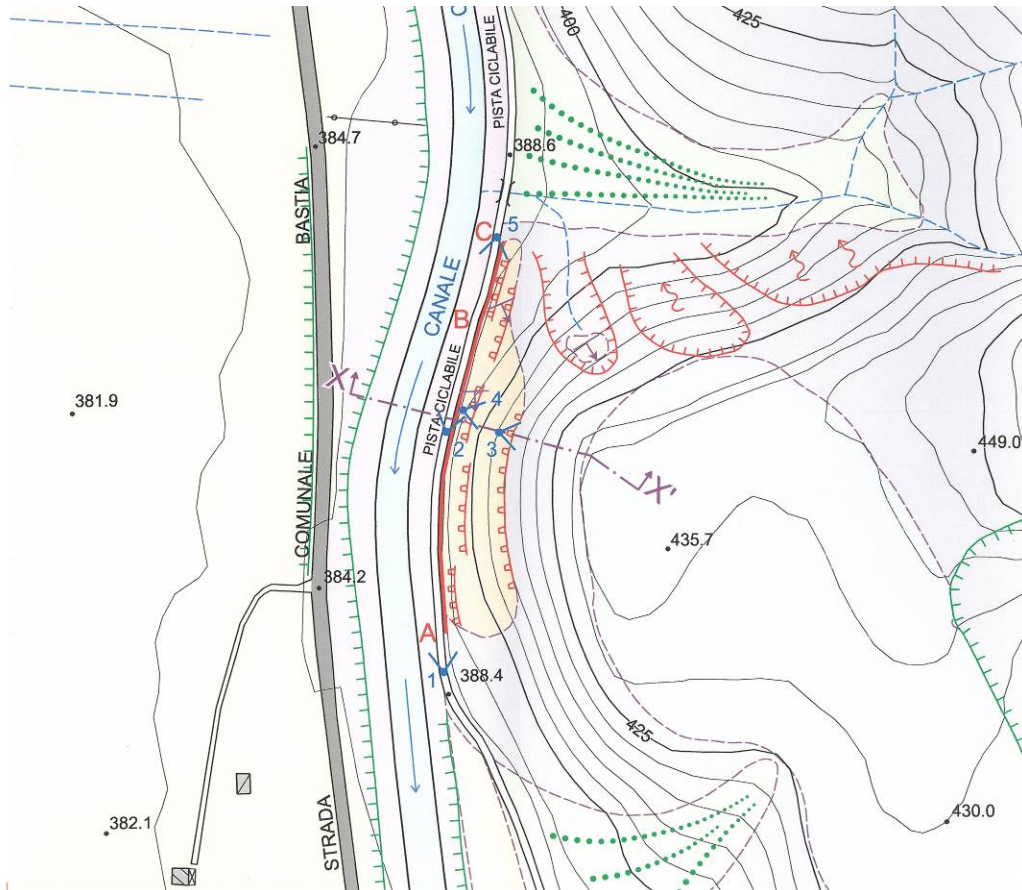 425
400
C
PISTA CICLABILE
384.7
388.6
BASTIA
C
5
CANALE
B
X
PISTA CICLABILE
381.9
4
2
3
449.0
X'
COMUNALE
435.7
384.2
A
1
388.4
425
382.1
STRADA
430.0